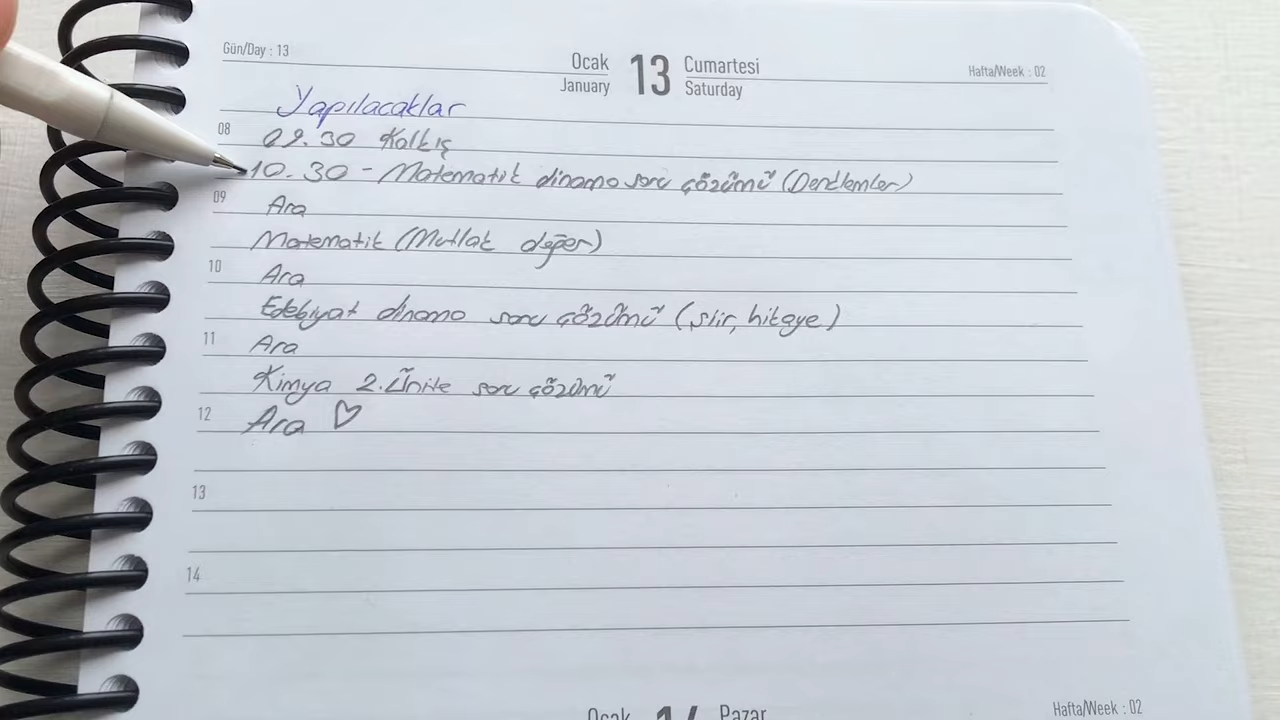 Gün/Day : 13
Ocak 13 Cumartesi
January Saturday
Hafta/Week : 02
Yapılacaklar
08
09.30 Kalkış
10.30 - Matematik dinamo soru çözümü (Denklemler)
09
Ara
Matematik (Mutlak değer)
10
Ara
Edebiyat dinamo soru çözümü (şiir, hikaye)
11
Ara
Kimya 2. Ünite soru çözümü
12
Ara ♡
13
14
Ocak 14 Pazar
Hafta/Week : 02